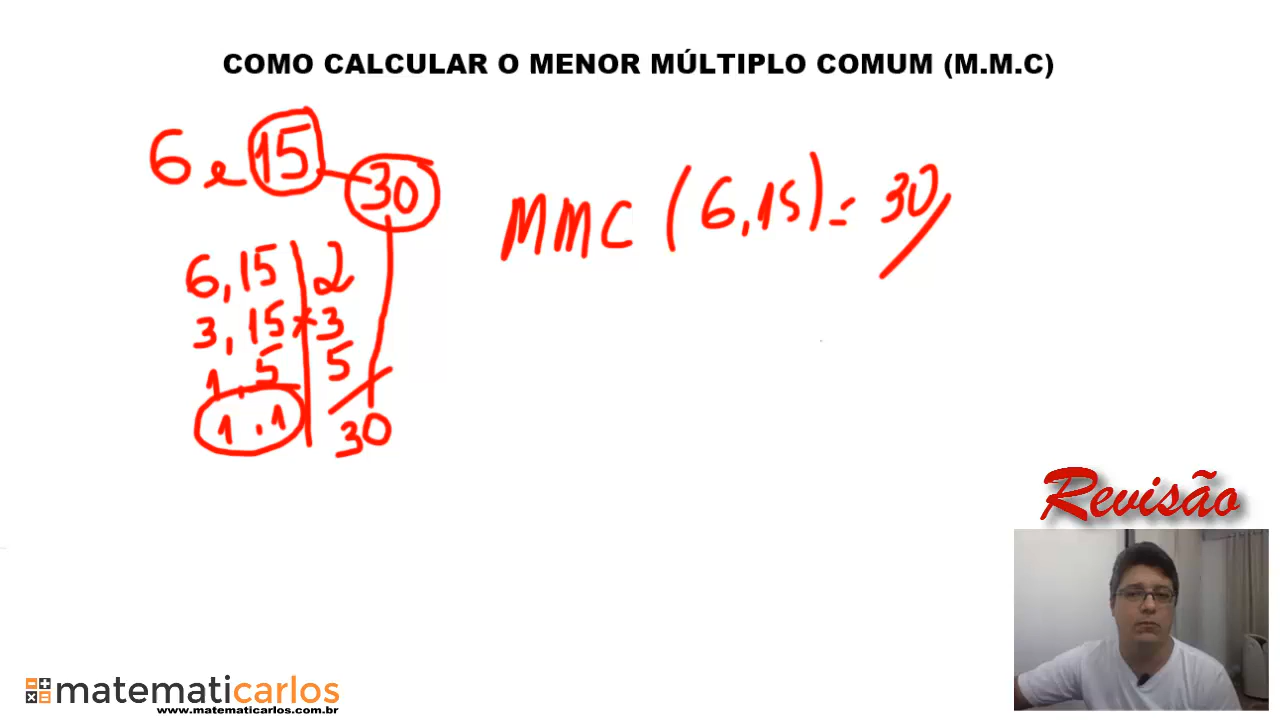 COMO CALCULAR O MENOR MÚLTIPLO COMUM (M.M.C)
6 e 15 30
MMC (6,15) = 30
6,15 2
3,15 × 3
1,5 5
1.1 30
Revisão
matematicarlos
www.matematicarlos.com.br